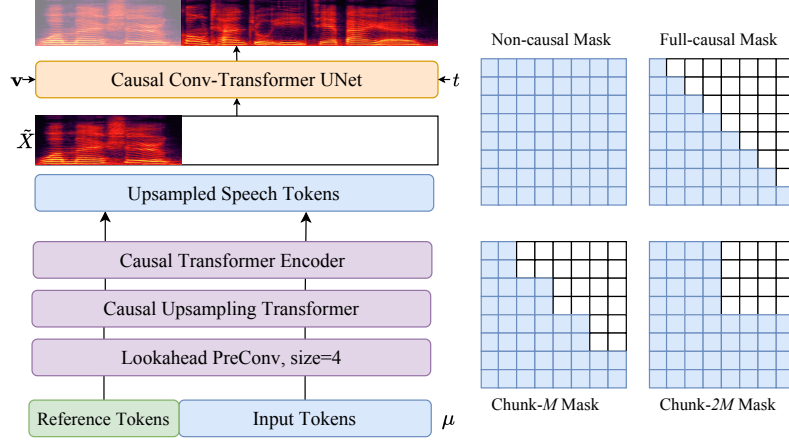 v
Causal Conv-Transformer UNet
t
X̃
Upsampled Speech Tokens
Causal Transformer Encoder
Causal Upsampling Transformer
Lookahead PreConv, size=4
Reference Tokens
Input Tokens
μ
Non-causal Mask
Full-causal Mask
Chunk-M Mask
Chunk-2M Mask